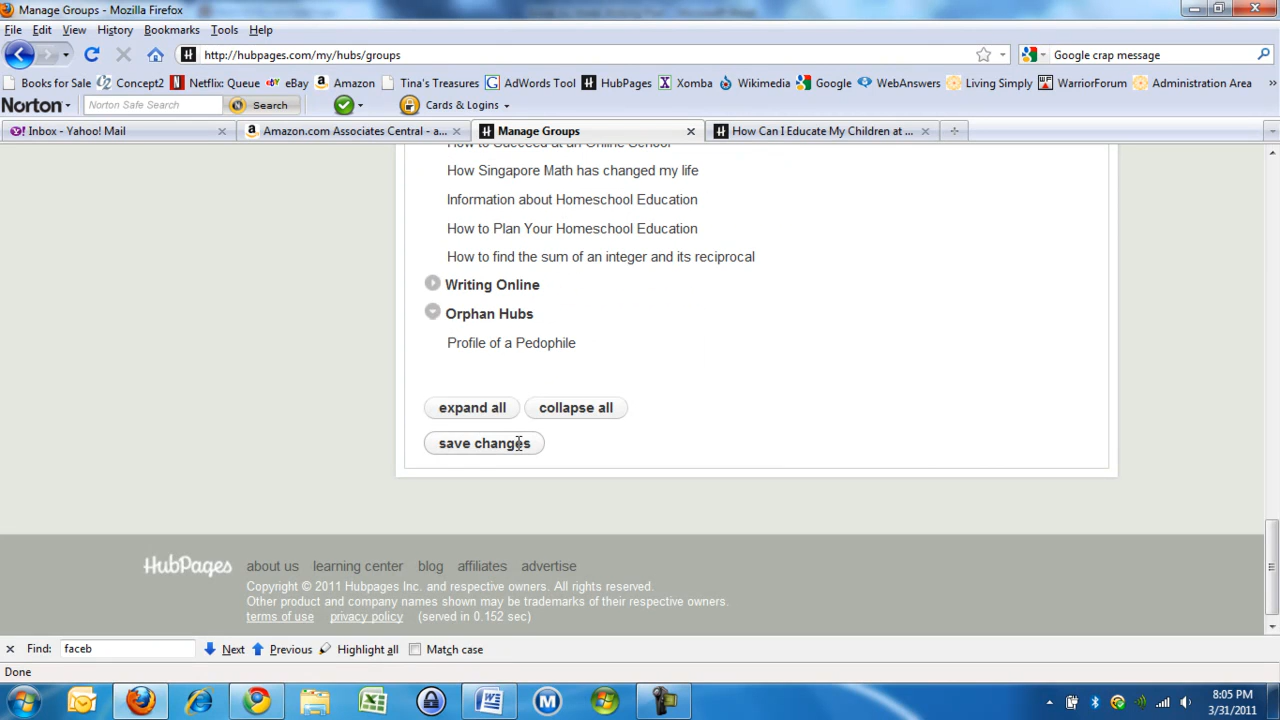 Manage Groups - Mozilla Firefox
File Edit View History Bookmarks Tools Help
http://hubpages.com/my/hubs/groups
Google crap message
Books for Sale Concept2 Netflix Queue eBay Amazon Tina's Treasures AdWords Tool HubPages Xomba Wikimedia Google WebAnswers Living Simply WarriorForum Administration Area
Norton Norton Safe Search Search Cards & Logins
Inbox - Yahoo! Mail Amazon.com Associates Central - a... Manage Groups How Can I Educate My Children at ...
How to Succeed at an Online School
How Singapore Math has changed my life
Information about Homeschool Education
How to Plan Your Homeschool Education
How to find the sum of an integer and its reciprocal
Writing Online
Orphan Hubs
Profile of a Pedophile
expand all collapse all
save changes
HubPages about us learning center blog affiliates advertise
Copyright © 2011 Hubpages Inc. and respective owners. All rights reserved.
Other product and company names shown may be trademarks of their respective owners.
terms of use privacy policy (served in 0.152 sec)
Find: faceb Next Previous Highlight all Match case
Done
8:05 PM
3/31/2011